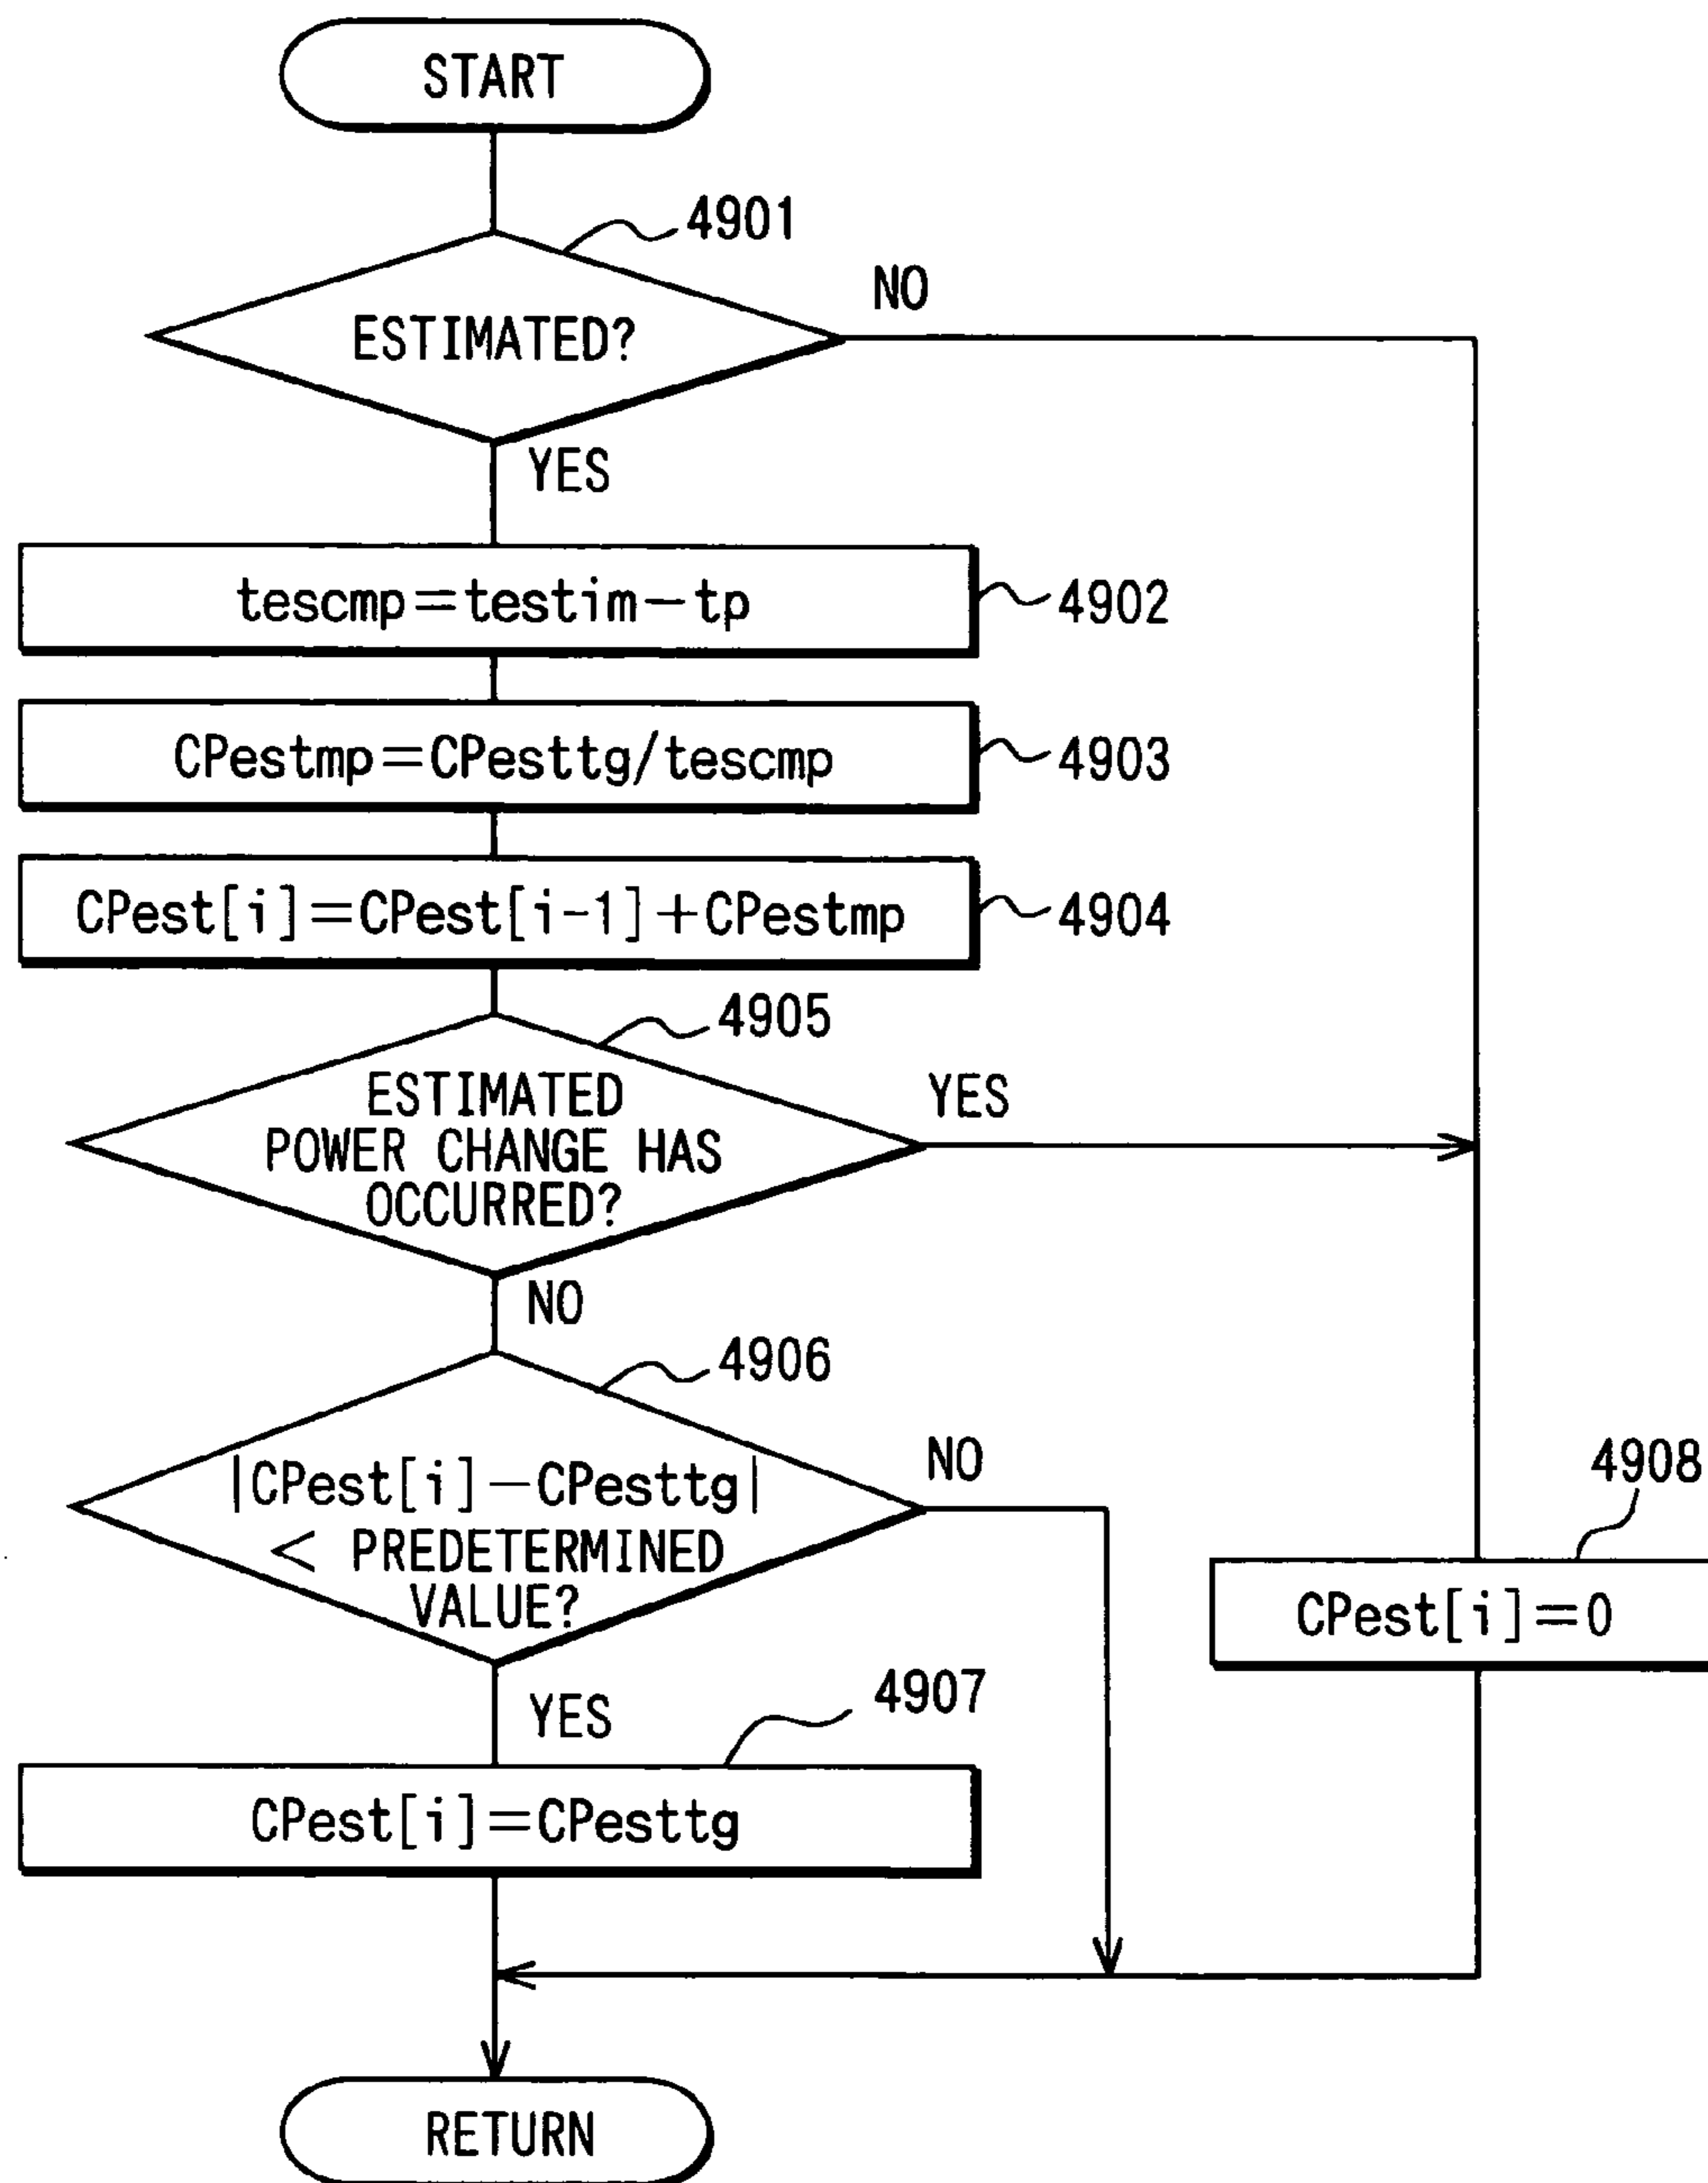 START
4901
NO
ESTIMATED?
YES
tescmp=testim-tp
4902
CPestmp=CPesttg/tescmp
4903
CPest[i]=CPest[i-1]+CPestmp
4904
4905
ESTIMATED
POWER CHANGE HAS
OCCURRED?
YES
NO
4906
|CPest[i]-CPesttg|
< PREDETERMINED
VALUE?
NO
4908
CPest[i]=0
YES
4907
CPest[i]=CPesttg
RETURN